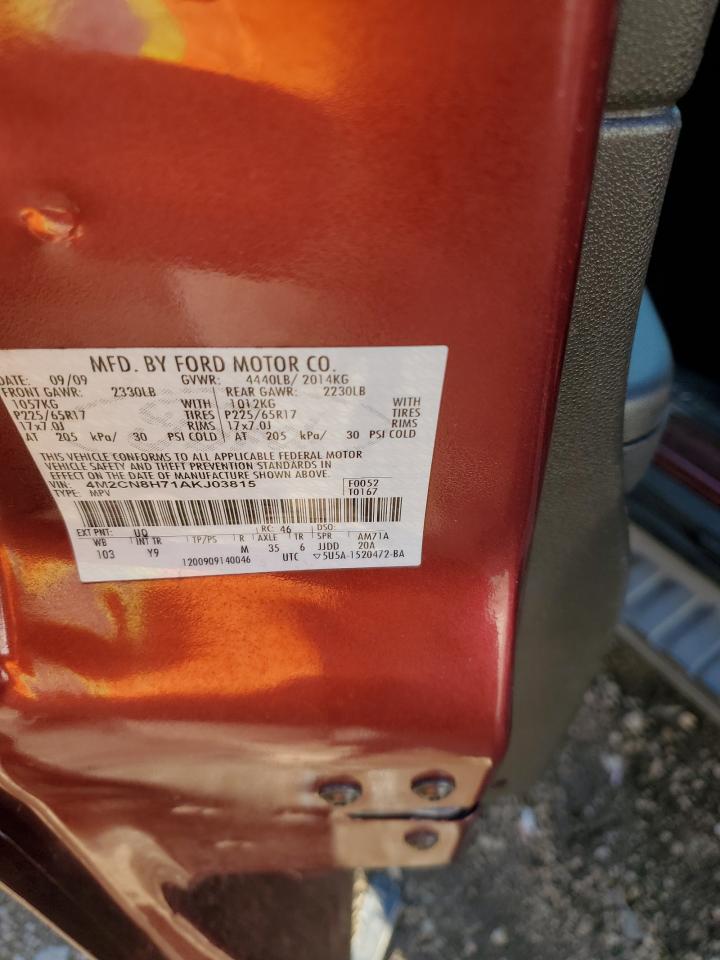 MFD. BY FORD MOTOR CO.
DATE: 09/09 GVWR: 4440LB/ 2014KG
FRONT GAWR: 2330LB REAR GAWR: 2230LB
1057KG WITH 1012KG WITH
P225/65R17 TIRES P225/65R17 TIRES
17x7.0J RIMS 17x7.0J RIMS
AT 205 kPa/ 30 PSI COLD AT 205 kPa/ 30 PSI COLD
THIS VEHICLE CONFORMS TO ALL APPLICABLE FEDERAL MOTOR
VEHICLE SAFETY AND THEFT PREVENTION STANDARDS IN
EFFECT ON THE DATE OF MANUFACTURE SHOWN ABOVE.
VIN: 4M2CN8H71AKJ03815 F0052
TYPE: MPV T0167
EXT PNT: UQ RC: 46 DSO:
WB INT TR TP/PS R AXLE TR SPR AM71A
103 Y9 M 35 6 JJDD 20A
1200909140046 UTC ▽5U5A-1520472-BA